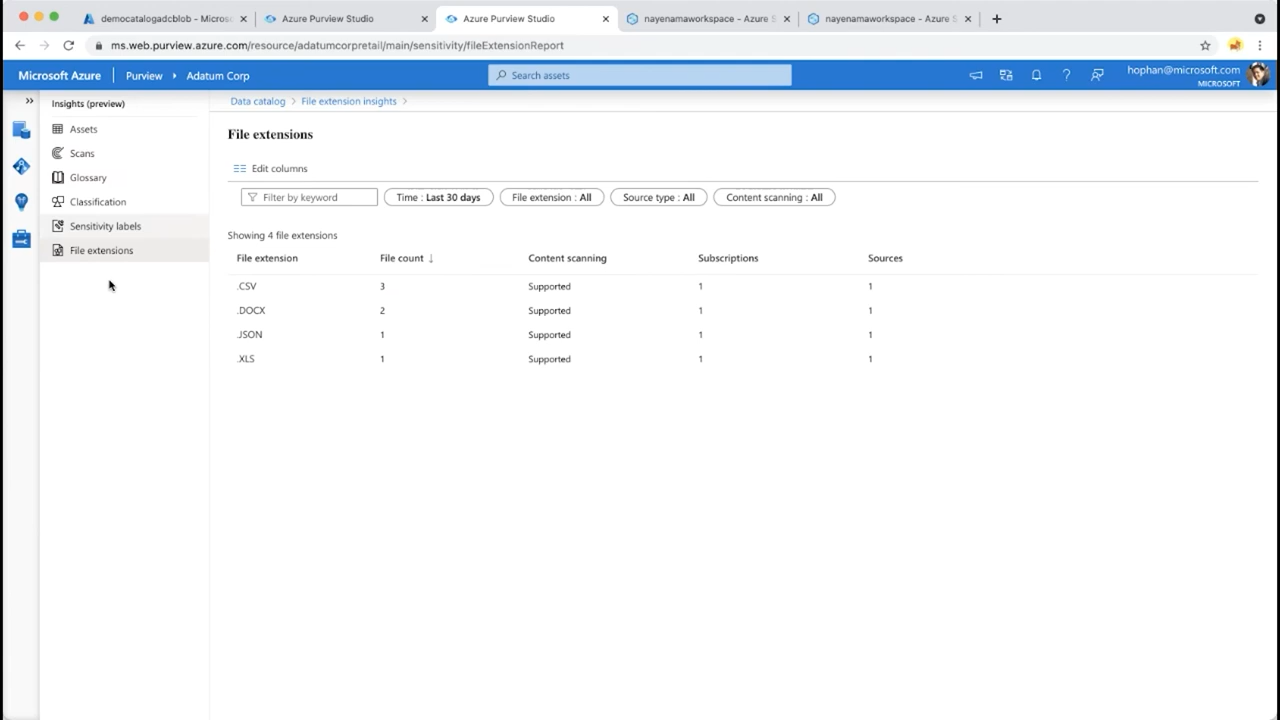 democatalogadcblob - Micros
Azure Purview Studio
Azure Purview Studio
nayenamaworkspace - Azure S
nayenamaworkspace - Azure S
ms.web.purview.azure.com/resource/adatumcorpretail/main/sensitivity/fileExtensionReport
Microsoft Azure
Purview
Adatum Corp
Search assets
hophan@microsoft.com
MICROSOFT
Insights (preview)
Assets
Scans
Glossary
Classification
Sensitivity labels
File extensions
Data catalog > File extension insights >
File extensions
Edit columns
Filter by keyword
Time : Last 30 days
File extension : All
Source type : All
Content scanning : All
Showing 4 file extensions
File extension File count ↓ Content scanning Subscriptions Sources
.CSV 3 Supported 1 1
.DOCX 2 Supported 1 1
.JSON 1 Supported 1 1
.XLS 1 Supported 1 1